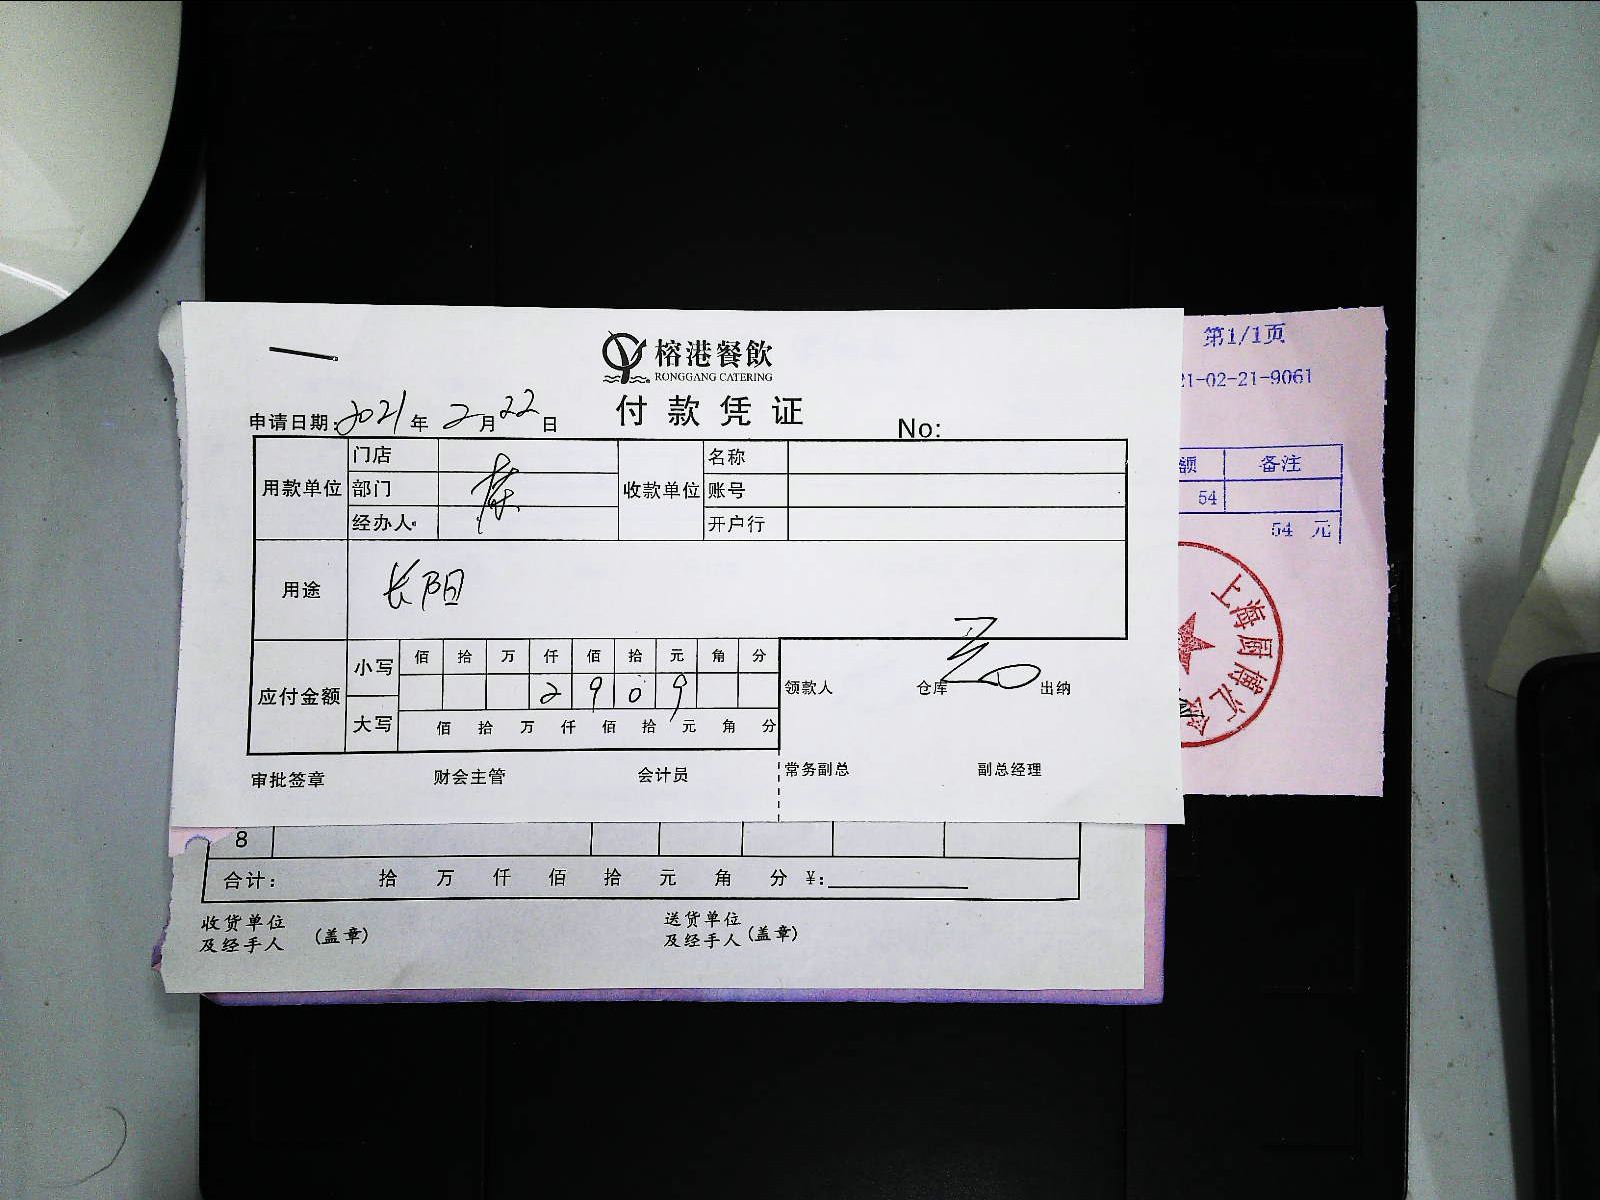 榕港餐飲
RONGGANG CATERING
付款凭证
申请日期：2021年2月22日
No:
用款单位 门店 收款单位 名称
部门 账号
经办人 开户行
用途 长阳
应付金额 小写 佰 拾 万 仟 佰 拾 元 角 分
2 9 0 9
大写 佰 拾 万 仟 佰 拾 元 角 分
领款人 仓库 出纳
审批签章 财会主管 会计员 常务副总 副总经理
8
合计： 拾 万 仟 佰 拾 元 角 分 ¥:
收货单位及经手人 (盖章)
送货单位及经手人 (盖章)
第1/1页
21-02-21-9061
额 备注
54
54 元
上海厨